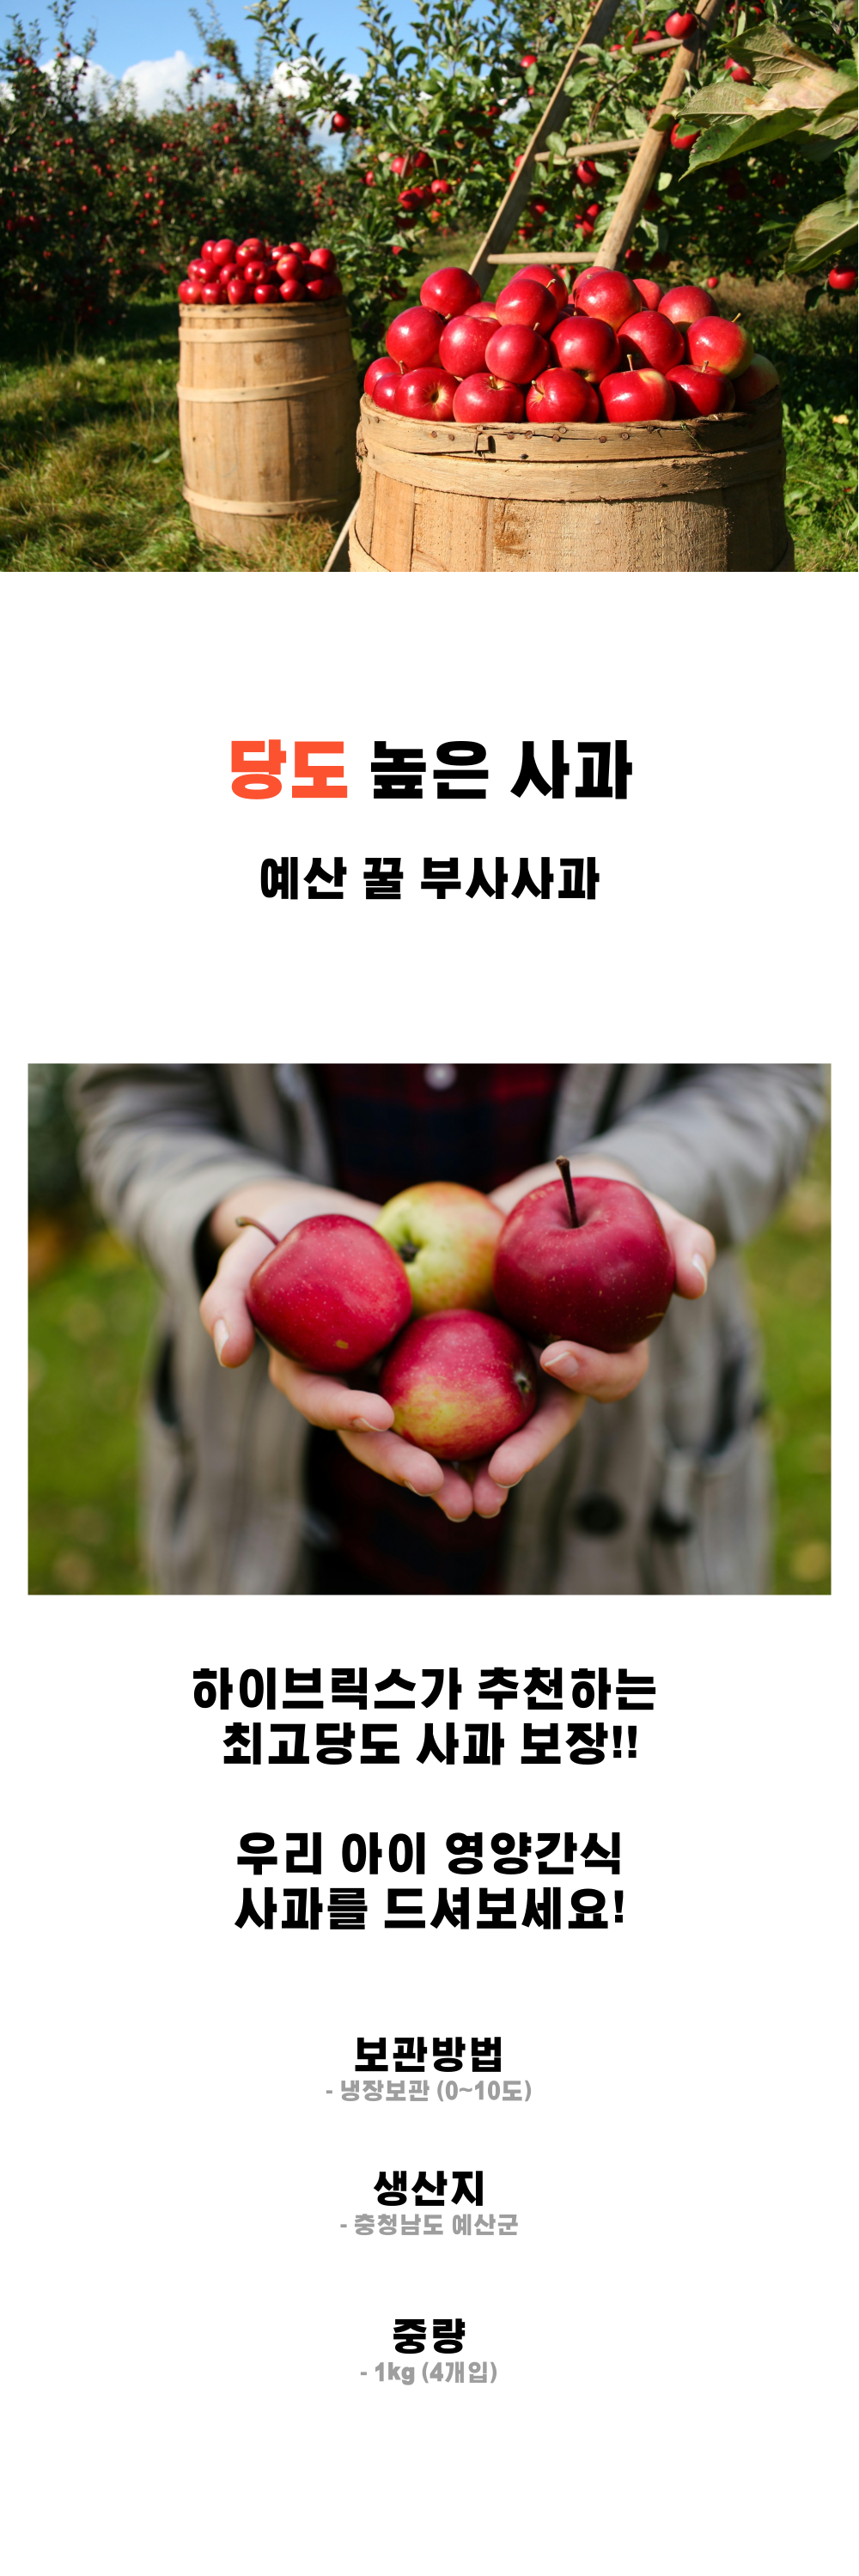 당도 높은 사과
예산 꿀 부사사과
하이브릭스가 추천하는
최고당도 사과 보장!!
우리 아이 영양간식
사과를 드셔보세요!
보관방법
- 냉장보관 (0~10도)
생산지
- 충청남도 예산군
중량
- 1kg (4개입)